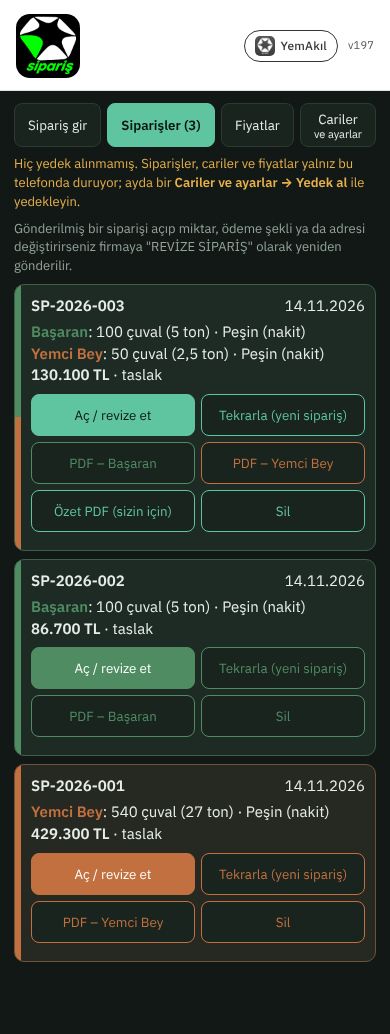 sipariş
YemAkıl
v197
Sipariş gir
Siparişler (3)
Fiyatlar
Cariler
ve ayarlar
Hiç yedek alınmamış. Siparişler, cariler ve fiyatlar yalnız bu
telefonda duruyor; ayda bir Cariler ve ayarlar → Yedek al ile
yedekleyin.
Gönderilmiş bir siparişi açıp miktar, ödeme şekli ya da adresi
değiştirirseniz firmaya "REVİZE SİPARİŞ" olarak yeniden
gönderilir.
SP-2026-003 14.11.2026
Başaran: 100 çuval (5 ton) · Peşin (nakit)
Yemci Bey: 50 çuval (2,5 ton) · Peşin (nakit)
130.100 TL · taslak
Aç / revize et
Tekrarla (yeni sipariş)
PDF – Başaran
PDF – Yemci Bey
Özet PDF (sizin için)
Sil
SP-2026-002 14.11.2026
Başaran: 100 çuval (5 ton) · Peşin (nakit)
86.700 TL · taslak
Aç / revize et
Tekrarla (yeni sipariş)
PDF – Başaran
Sil
SP-2026-001 14.11.2026
Yemci Bey: 540 çuval (27 ton) · Peşin (nakit)
429.300 TL · taslak
Aç / revize et
Tekrarla (yeni sipariş)
PDF – Yemci Bey
Sil